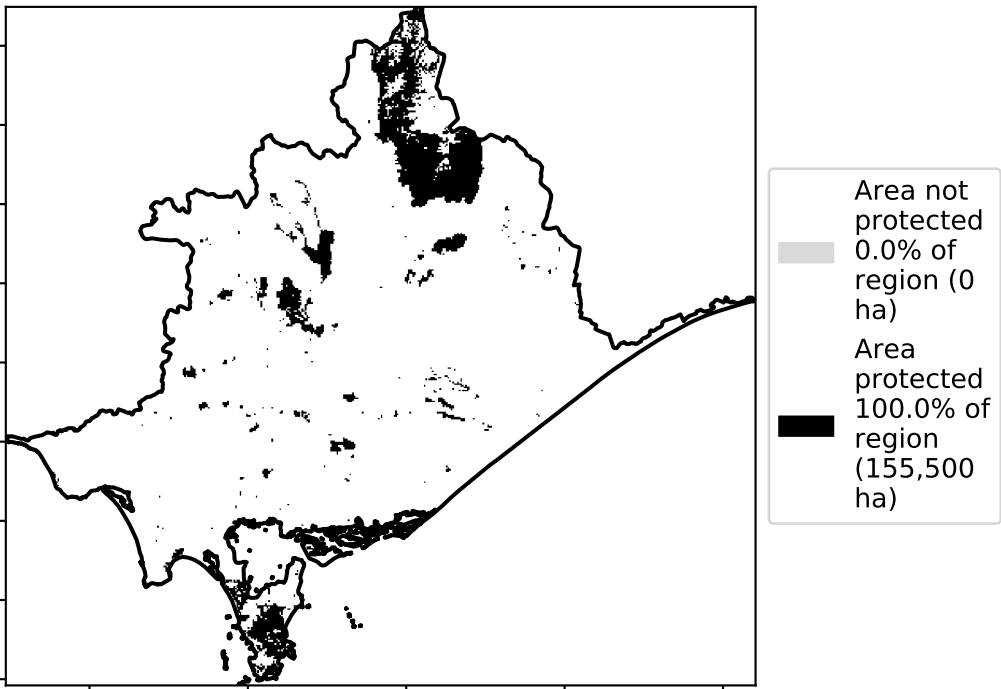 Area not
protected
0.0% of
region (0
ha)
Area
protected
100.0% of
region
(155,500
ha)